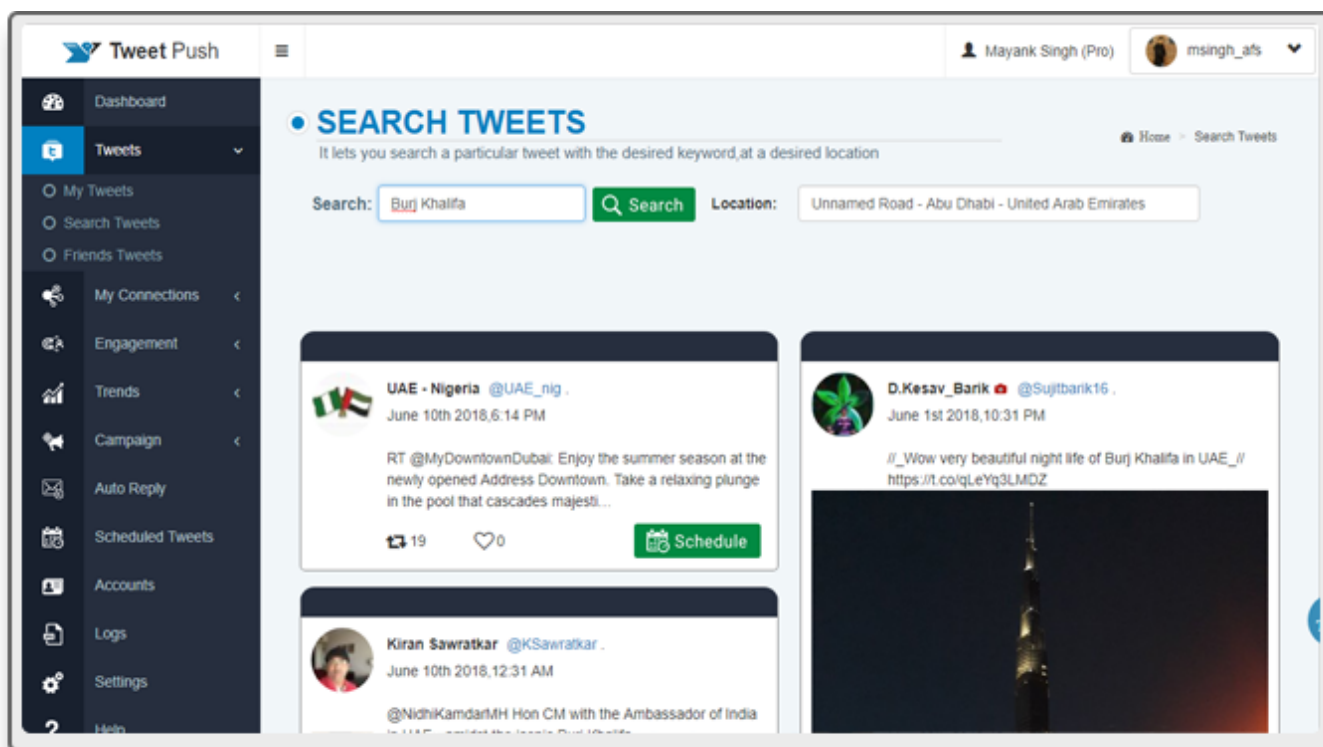 Tweet Push
Mayank Singh (Pro)
msingh_afs
Dashboard
Tweets
My Tweets
Search Tweets
Friends Tweets
My Connections
Engagement
Trends
Campaign
Auto Reply
Scheduled Tweets
Accounts
Logs
Settings
Help
SEARCH TWEETS
Home > Search Tweets
It lets you search a particular tweet with the desired keyword,at a desired location
Search:
Burj Khalifa
Search
Location:
Unnamed Road - Abu Dhabi - United Arab Emirates
UAE - Nigeria @UAE_nig .
June 10th 2018,6:14 PM
RT @MyDowntownDubai: Enjoy the summer season at the
newly opened Address Downtown. Take a relaxing plunge
in the pool that cascades majesti...
19
0
Schedule
Kiran Sawratkar @KSawratkar .
June 10th 2018,12:31 AM
@NidhiKamdarMH Hon CM with the Ambassador of India
D.Kesav_Barik @Sujitbarik16 .
June 1st 2018,10:31 PM
//_Wow very beautiful night life of Burj Khalifa in UAE_//
https://t.co/qLeYq3LMDZ